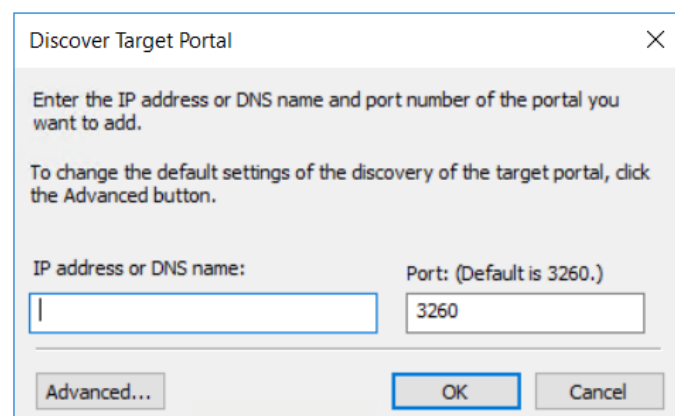 Discover Target Portal
Enter the IP address or DNS name and port number of the portal you
want to add.
To change the default settings of the discovery of the target portal, click
the Advanced button.
IP address or DNS name:
Port: (Default is 3260.)
3260
Advanced...
OK
Cancel